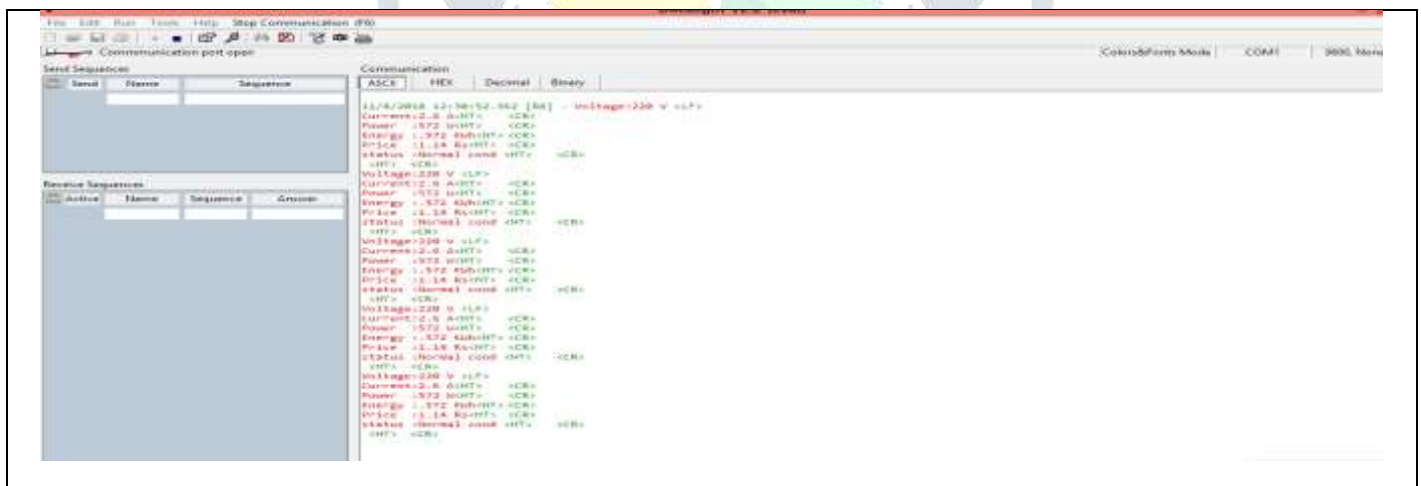 File Edit Run Tools Help Stop Communication (F6)
Communication port open
Colors&Fonts Mode COM1 9600, None
Send Sequences
Send Name Sequence
Receive Sequences
Active Name Sequence Answer
Communication
ASCII HEX Decimal Binary
Voltage:220 V <LF>
Current:2.6 A<HT> <CR>
Power :572 W<HT> <CR>
Energy :.572 KWh<HT> <CR>
Price :1.14 Rs<HT> <CR>
status :Normal cond <HT> <CR>
<HT> <CR>
Voltage:220 V <LF>
Current:2.6 A<HT> <CR>
Power :572 W<HT> <CR>
Energy :.572 KWh<HT> <CR>
Price :1.14 Rs<HT> <CR>
status :Normal cond <HT> <CR>
<HT> <CR>
Voltage:220 V <LF>
Current:2.6 A<HT> <CR>
Power :572 W<HT> <CR>
Energy :.572 KWh<HT> <CR>
Price :1.14 Rs<HT> <CR>
status :Normal cond <HT> <CR>
<HT> <CR>
Voltage:220 V <LF>
Current:2.6 A<HT> <CR>
Power :572 W<HT> <CR>
Energy :.572 KWh<HT> <CR>
Price :1.14 Rs<HT> <CR>
status :Normal cond <HT> <CR>
<HT> <CR>
Voltage:220 V <LF>
Current:2.6 A<HT> <CR>
Power :572 W<HT> <CR>
Energy :.572 KWh<HT> <CR>
Price :1.14 Rs<HT> <CR>
status :Normal cond <HT> <CR>
<HT> <CR>